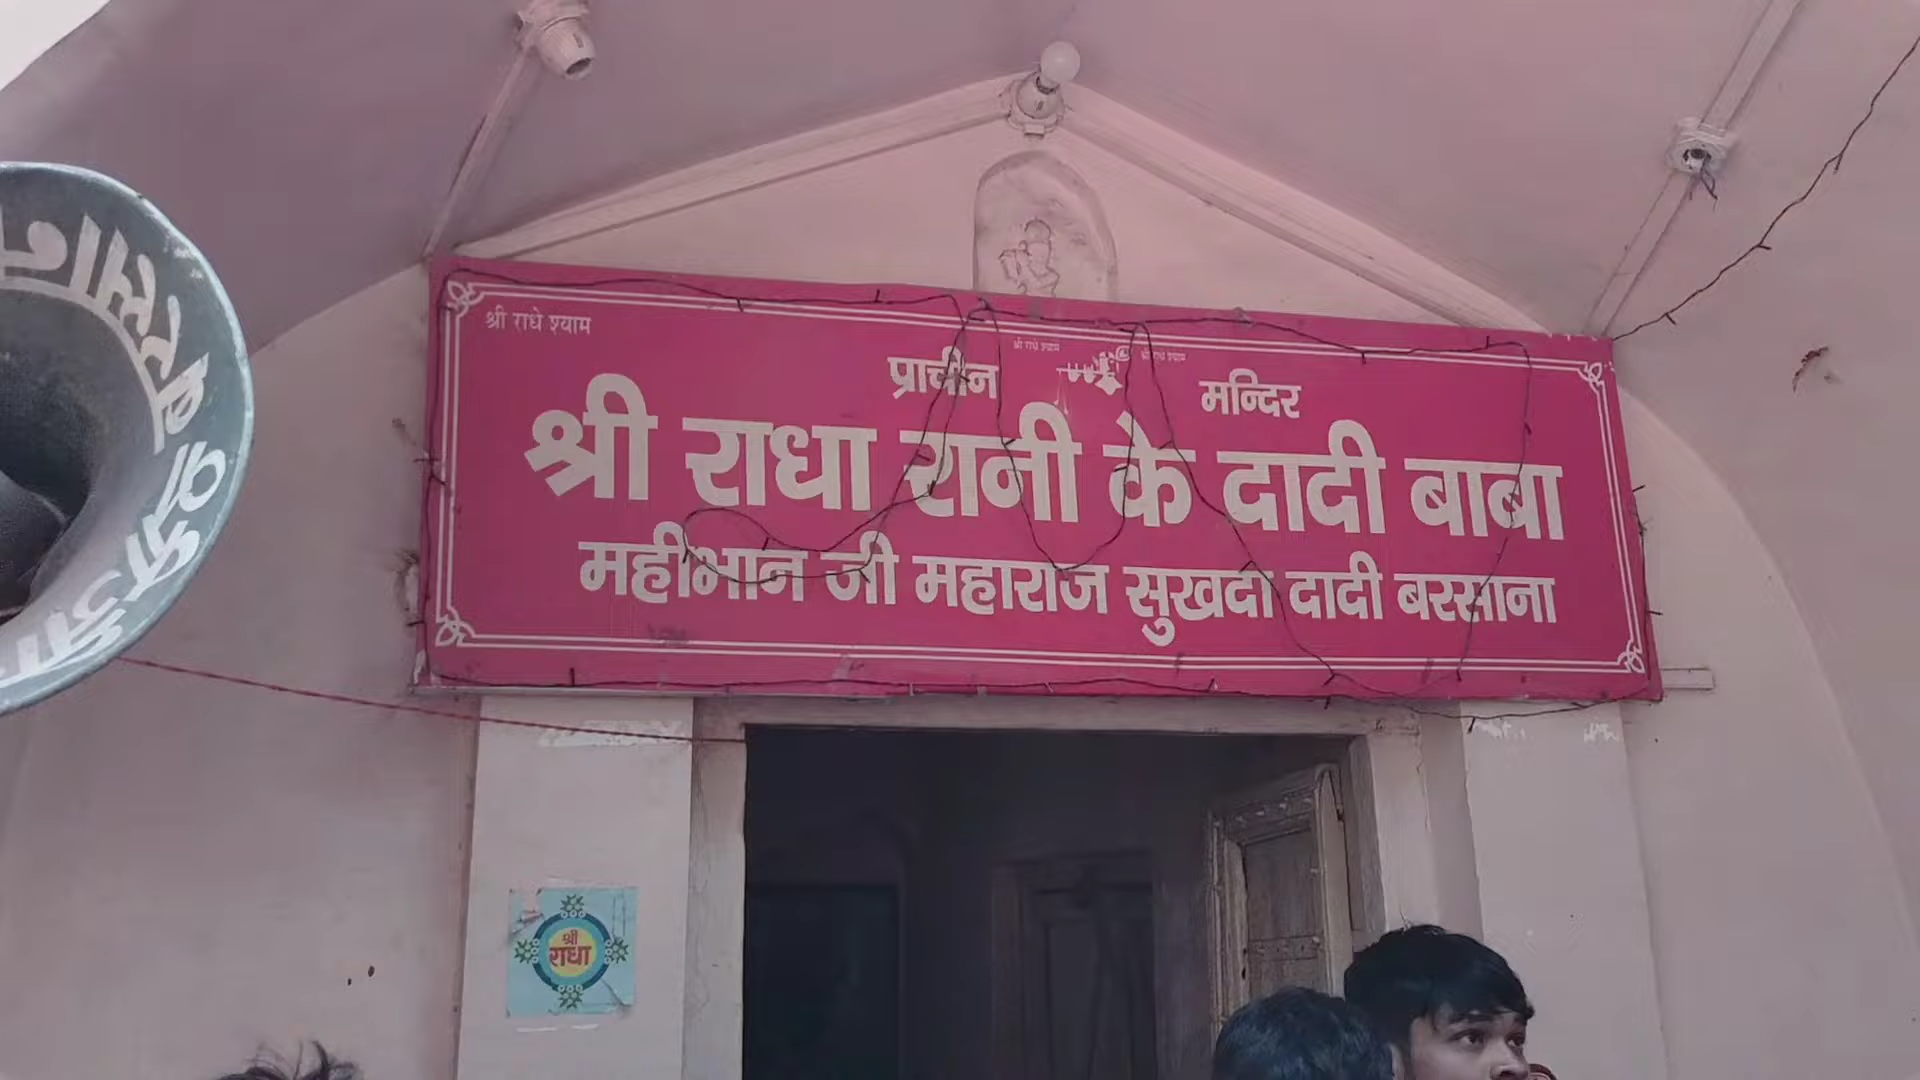 श्री राधे श्याम
श्री राधे श्याम श्री राधे श्याम
प्राचीन मन्दिर
श्री राधा रानी के दादी बाबा
महीभान जी महाराज सुखदा दादी बरसाना
श्री
राधा